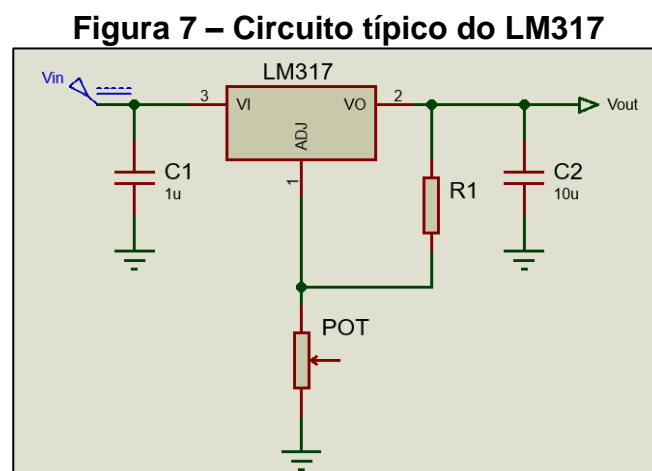 Figura 7 – Circuito típico do LM317
Vin
LM317
3
VI
VO
2
Vout
ADJ
1
C1
1u
R1
C2
10u
POT